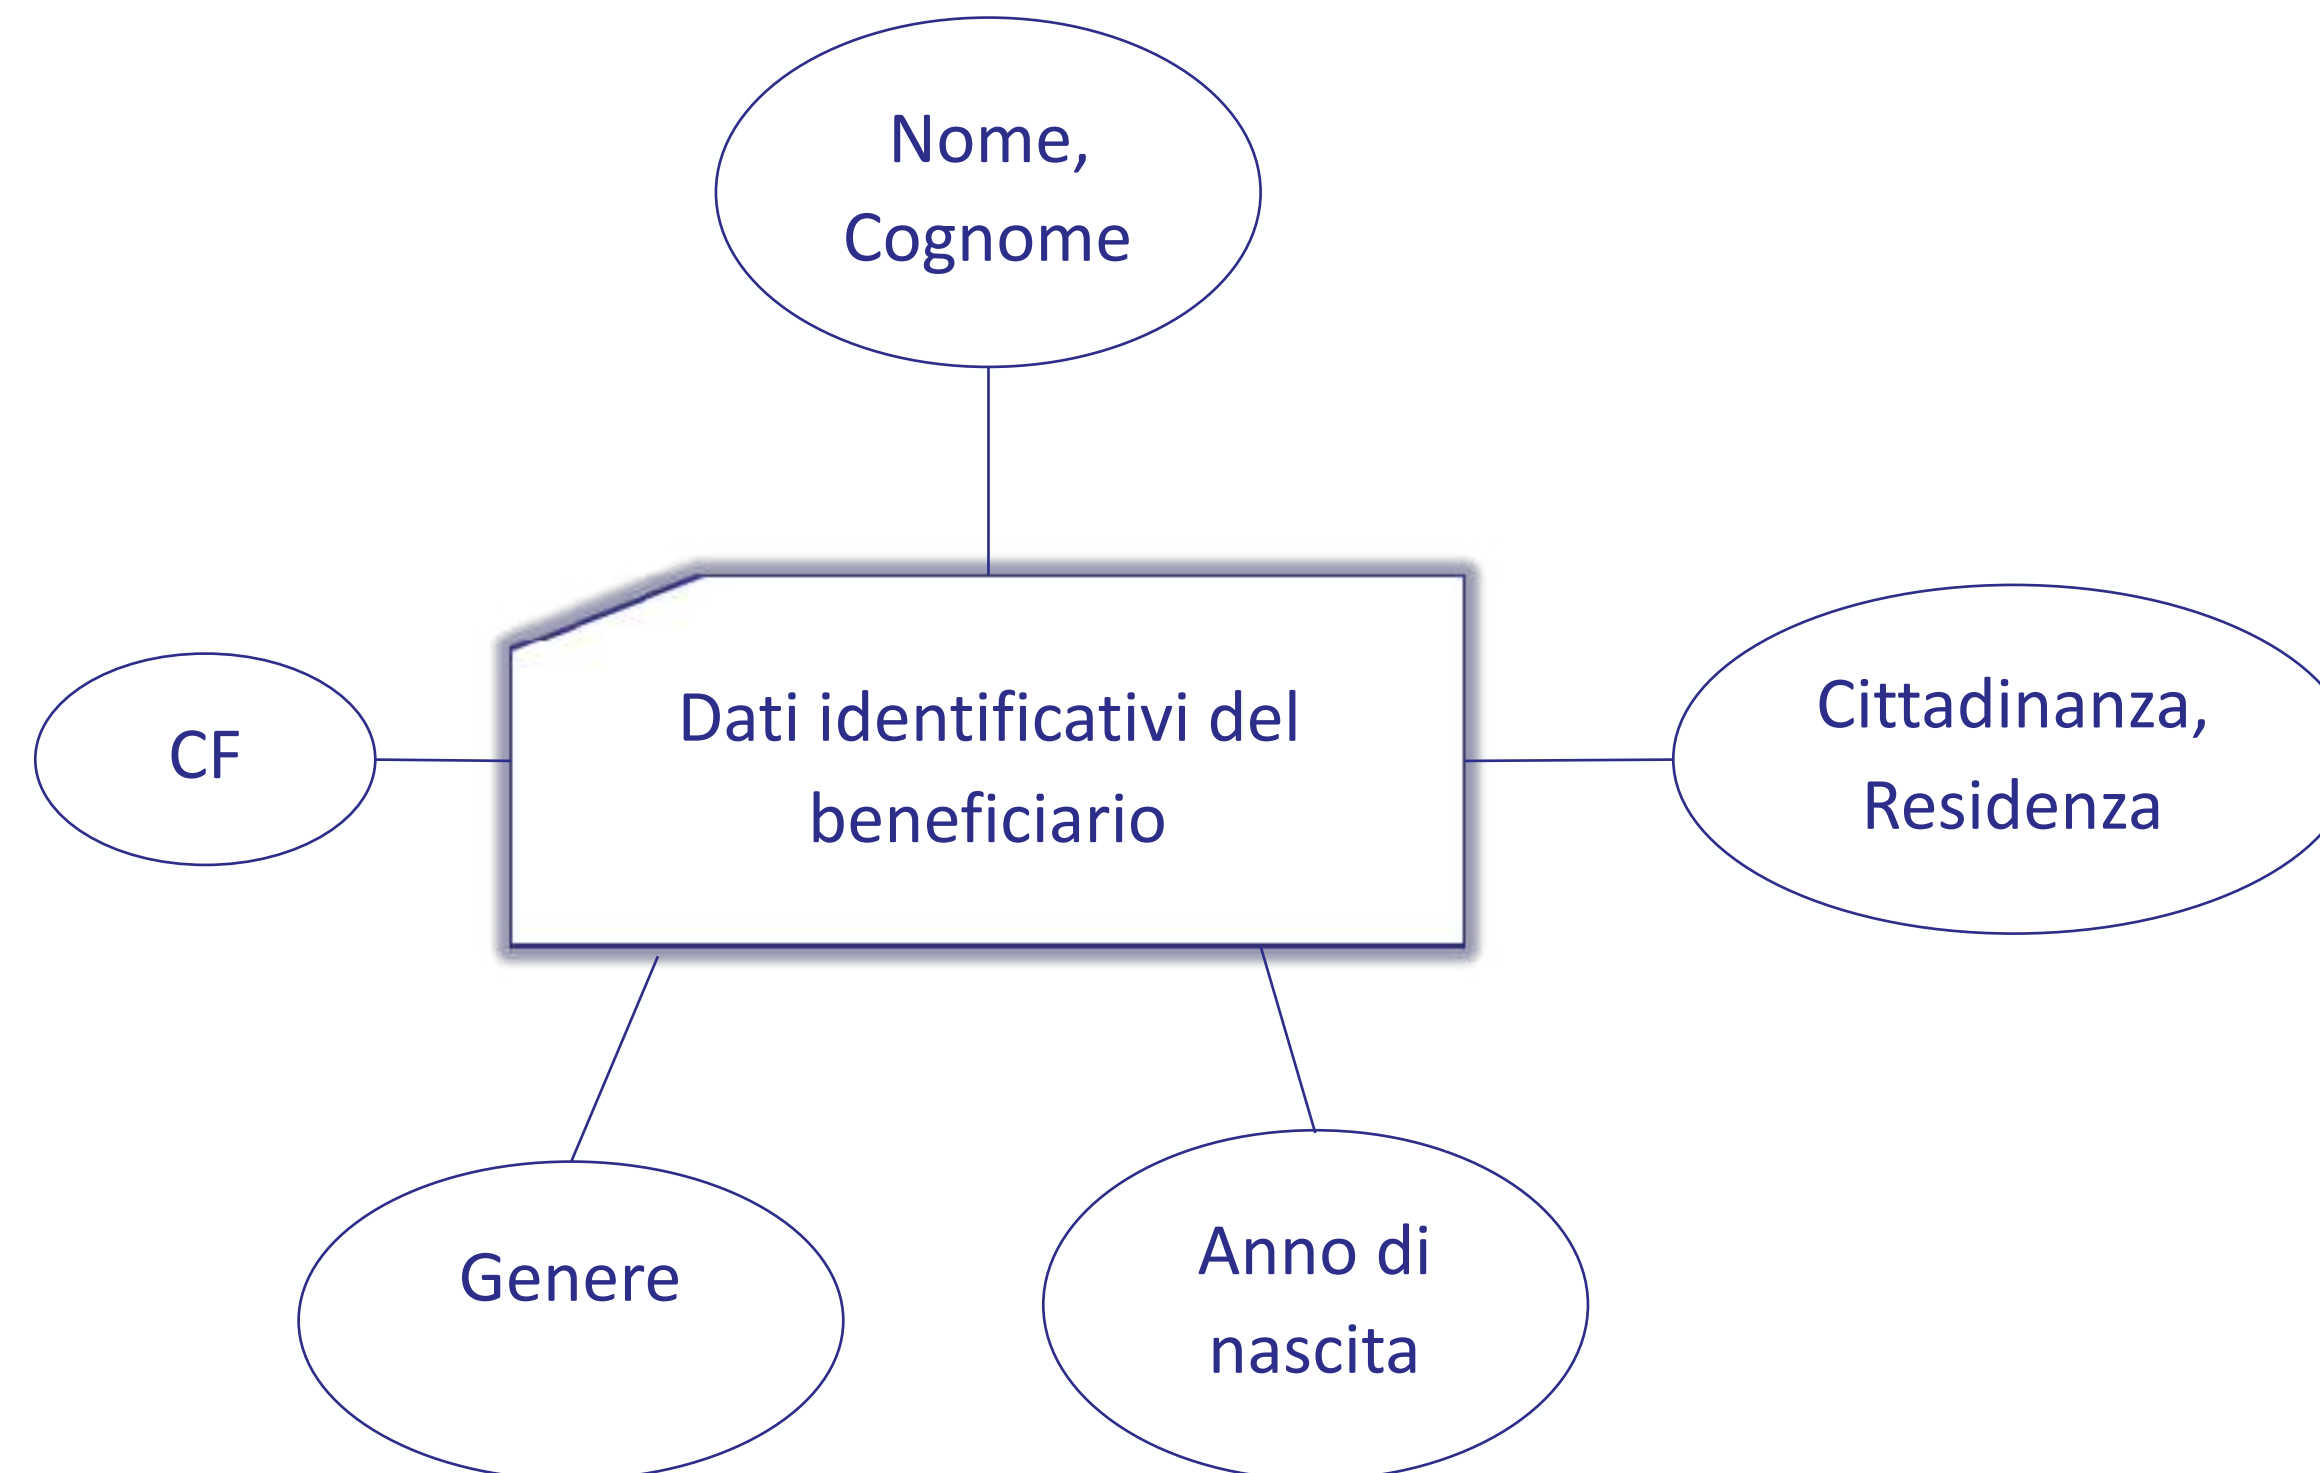 Nome,
Cognome
CF
Dati identificativi del
beneficiario
Cittadinanza,
Residenza
Genere
Anno di
nascita